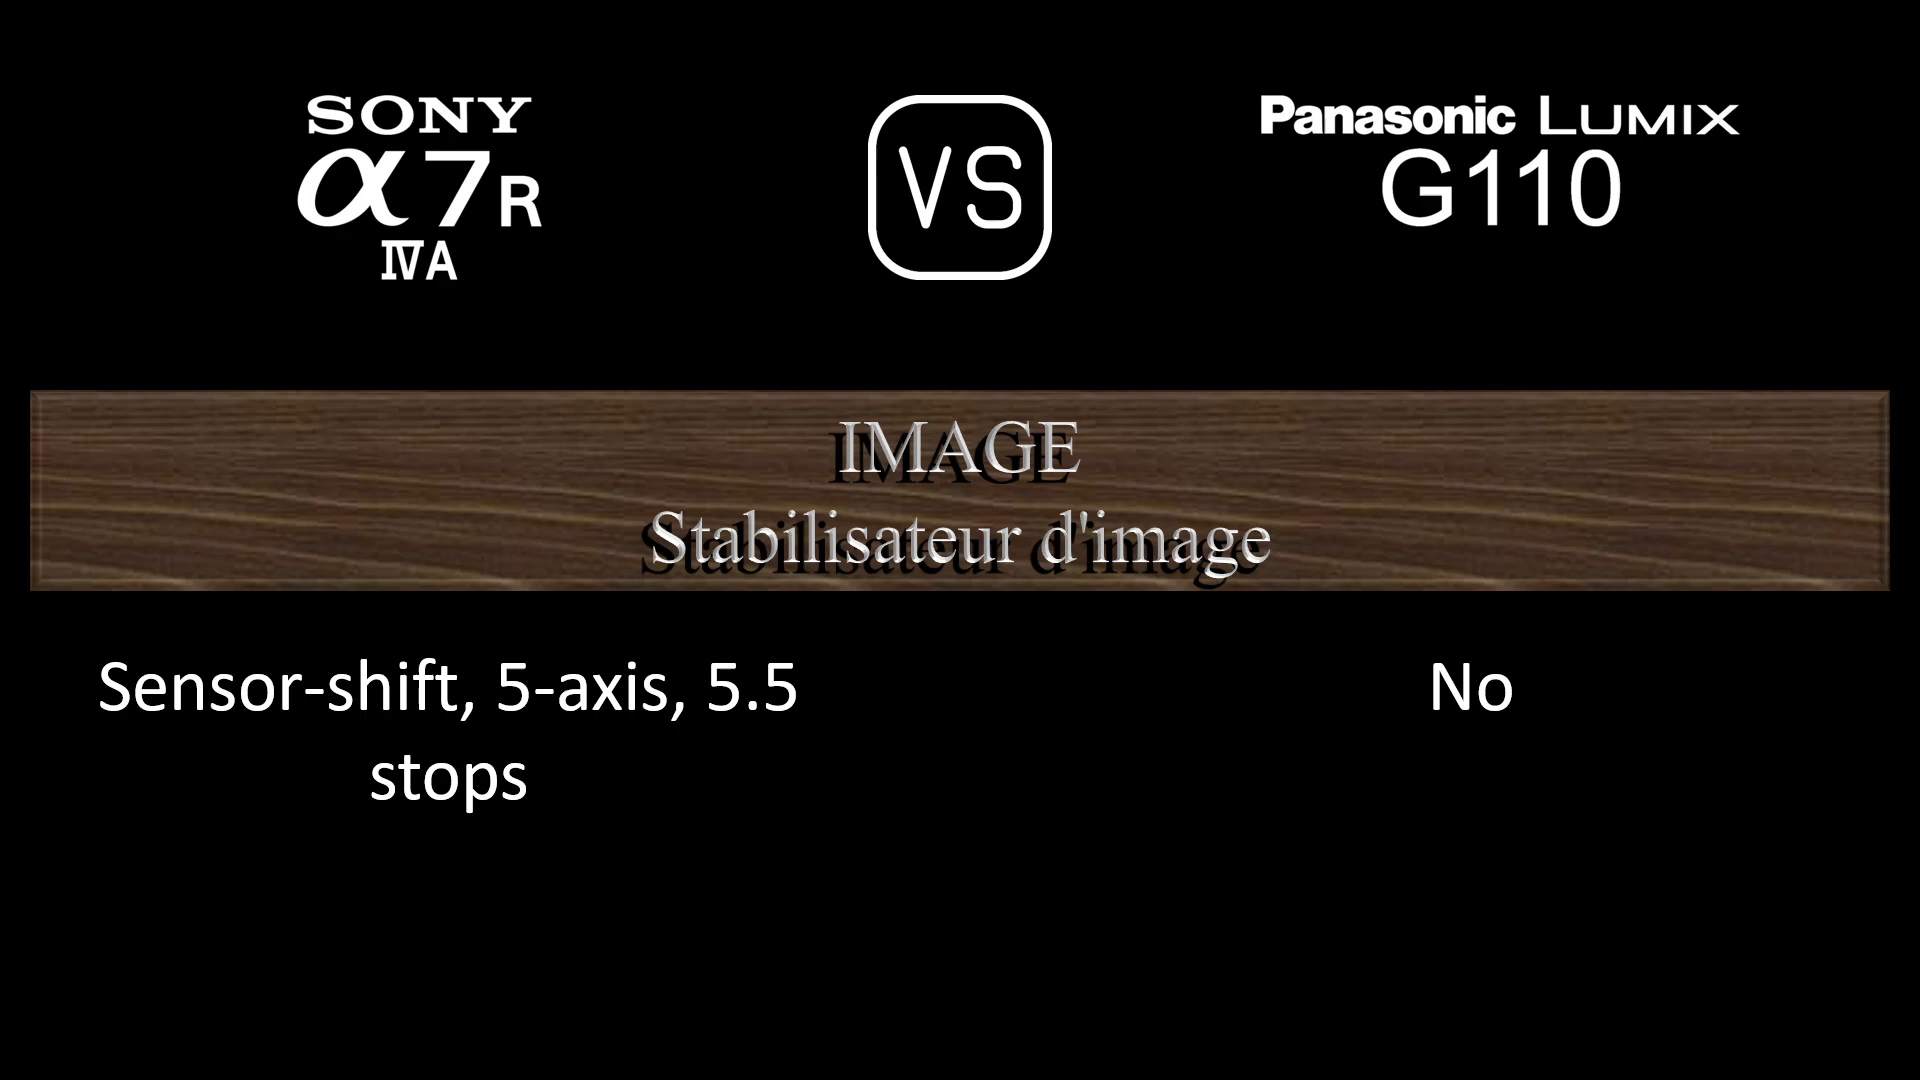 SONY
α7R
IVA
VS
Panasonic LUMIX
G110
IMAGE
Stabilisateur d'image
Sensor-shift, 5-axis, 5.5
stops
No